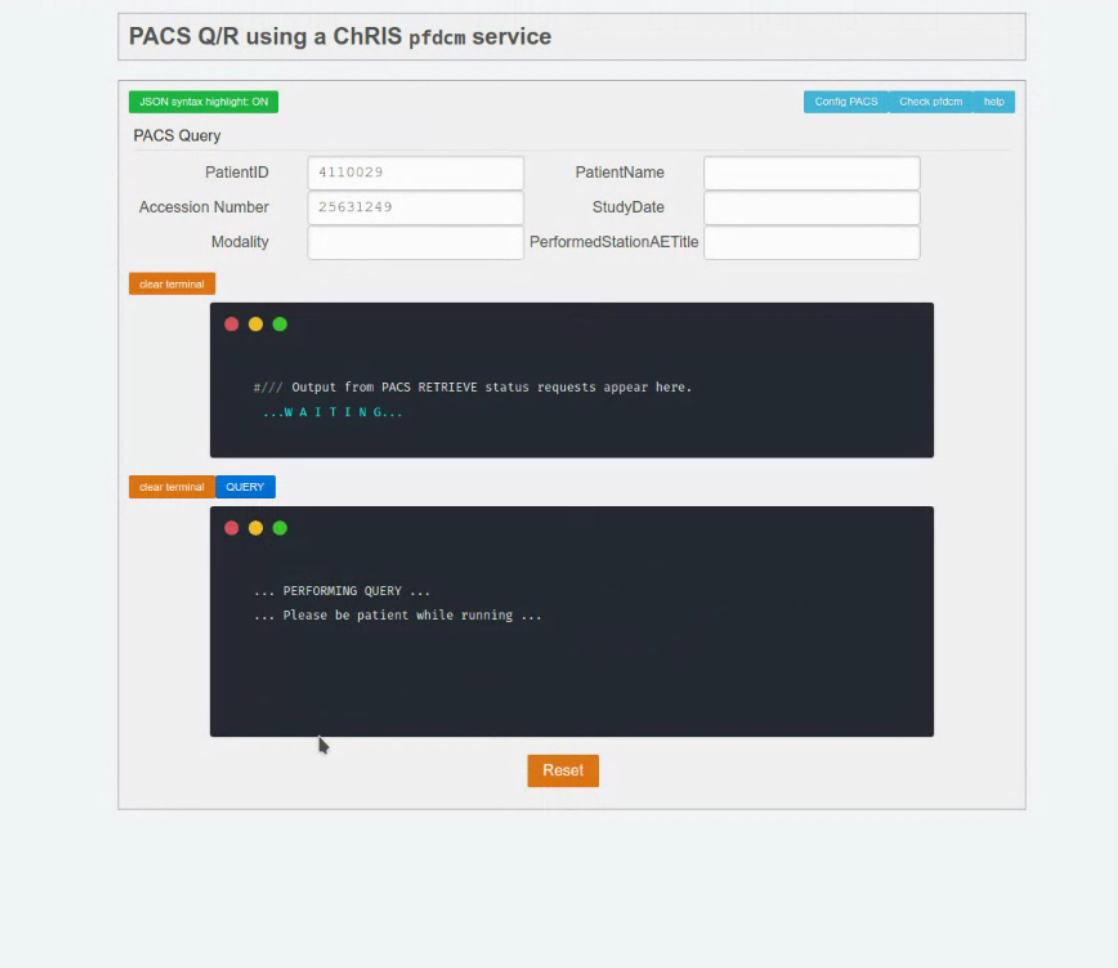 PACS Q/R using a ChRIS pfdcm service
JSON syntax highlight: ON Config PACS Check pfdcm help
PACS Query
PatientID 4110029 PatientName
Accession Number 25631249 StudyDate
Modality PerformedStationAETitle
clear terminal
#/// Output from PACS RETRIEVE status requests appear here.
...W A I T I N G...
clear terminal QUERY
... PERFORMING QUERY ...
... Please be patient while running ...
Reset